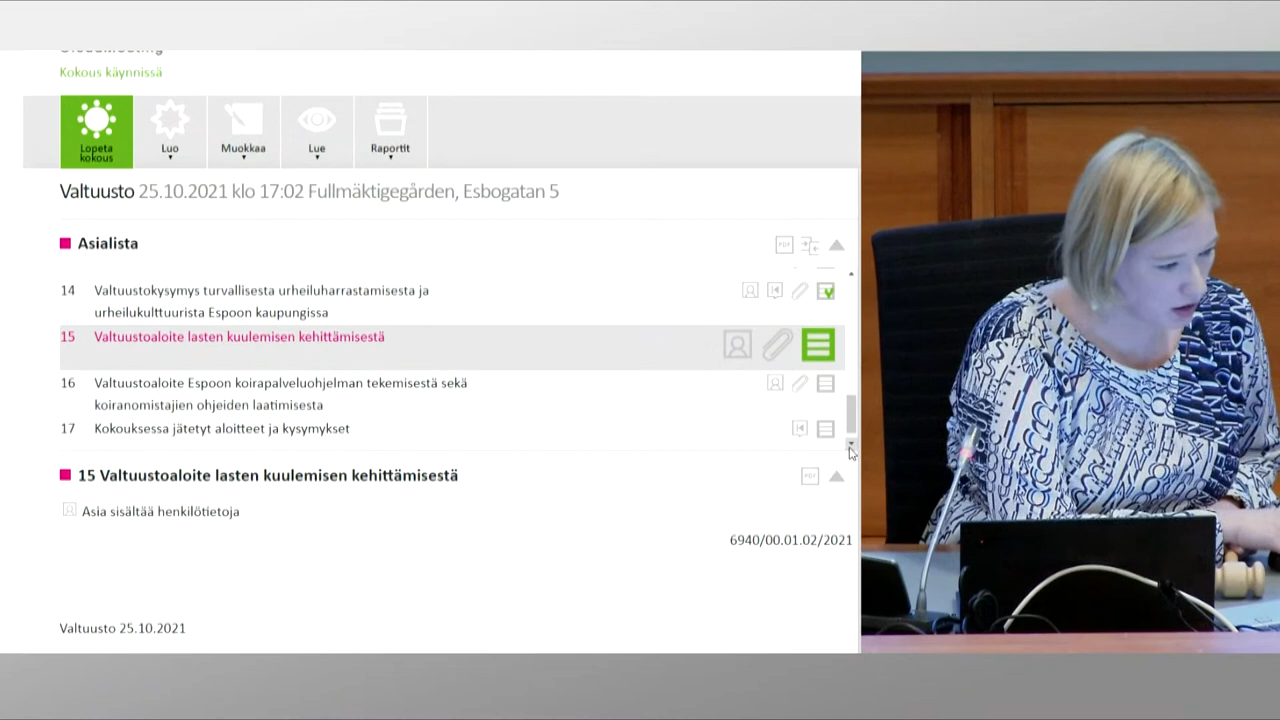 Kokous käynnissä
Lopeta kokous
Luo
Muokkaa
Lue
Raportit
Valtuusto 25.10.2021 klo 17:02 Fullmäktigegården, Esbogatan 5
Asialista
PDF
14 Valtuustokysymys turvallisesta urheiluharrastamisesta ja
urheilukulttuurista Espoon kaupungissa
15 Valtuustoaloite lasten kuulemisen kehittämisestä
16 Valtuustoaloite Espoon koirapalveluohjelman tekemisestä sekä
koiranomistajien ohjeiden laatimisesta
17 Kokouksessa jätetyt aloitteet ja kysymykset
15 Valtuustoaloite lasten kuulemisen kehittämisestä
PDF
Asia sisältää henkilötietoja
6940/00.01.02/2021
Valtuusto 25.10.2021